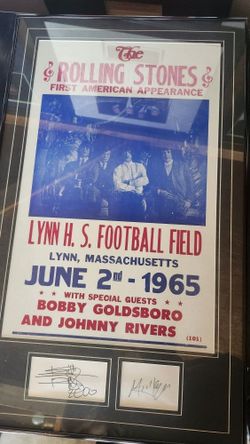 The
ROLLING STONES
FIRST AMERICAN APPEARANCE
LYNN H. S. FOOTBALL FIELD
LYNN, MASSACHUSETTS
JUNE 2nd - 1965
★ WITH SPECIAL GUESTS ★
BOBBY GOLDSBORO
AND JOHNNY RIVERS
(101)